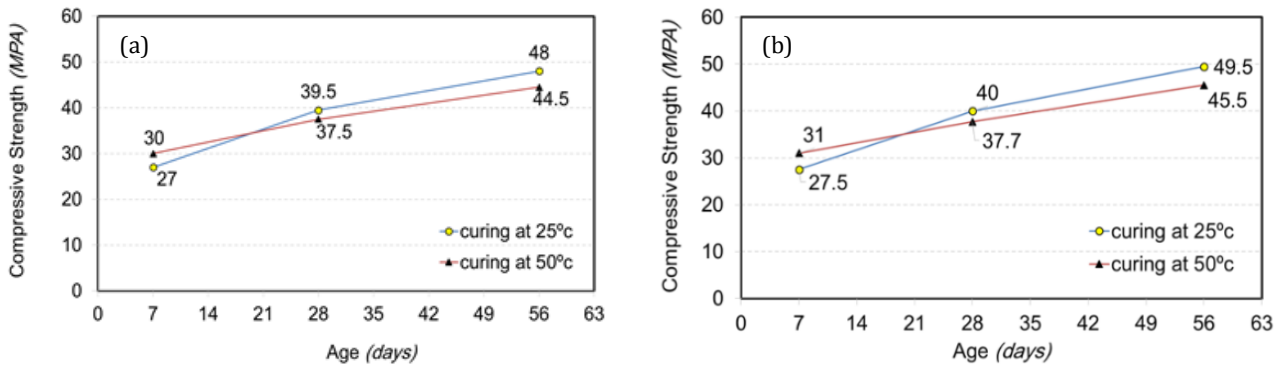 (a)
Compressive Strength (MPA)
60
50
40
30
20
10
0
48
39.5
44.5
37.5
30
27
curing at 25ºc
curing at 50ºc
0 7 14 21 28 35 42 49 56 63
Age (days)
(b)
Compressive Strength (MPA)
60
50
40
30
20
10
0
49.5
40
45.5
37.7
31
27.5
curing at 25ºc
curing at 50ºc
0 7 14 21 28 35 42 49 56 63
Age (days)